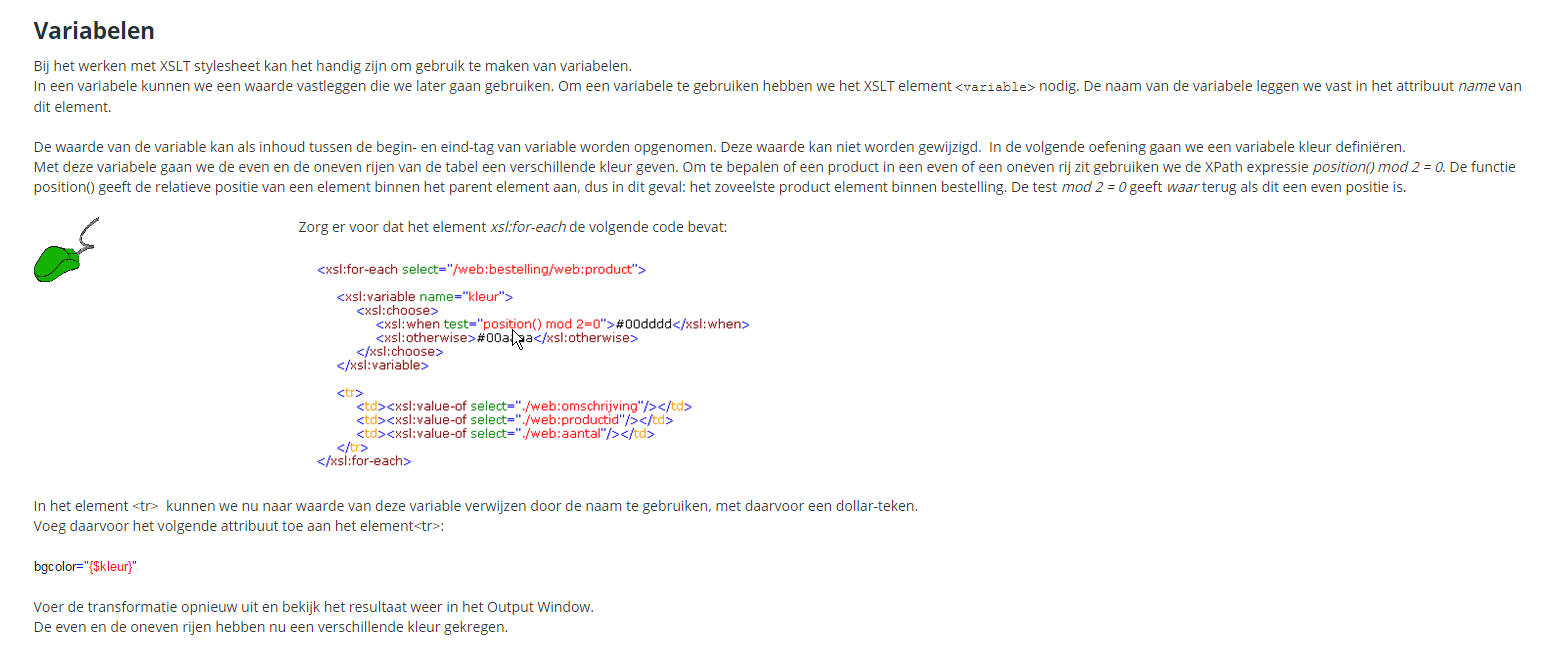 Variabelen
Bij het werken met XSLT stylesheet kan het handig zijn om gebruik te maken van variabelen.
In een variabele kunnen we een waarde vastleggen die we later gaan gebruiken. Om een variabele te gebruiken hebben we het XSLT element <variable> nodig. De naam van de variabele leggen we vast in het attribuut name van
dit element.
De waarde van de variable kan als inhoud tussen de begin- en eind-tag van variable worden opgenomen. Deze waarde kan niet worden gewijzigd. In de volgende oefening gaan we een variabele kleur definiëren.
Met deze variabele gaan we de even en de oneven rijen van de tabel een verschillende kleur geven. Om te bepalen of een product in een even of een oneven rij zit gebruiken we de XPath expressie position() mod 2 = 0. De functie
position() geeft de relatieve positie van een element binnen het parent element aan, dus in dit geval: het zoveelste product element binnen bestelling. De test mod 2 = 0 geeft waar terug als dit een even positie is.
Zorg er voor dat het element xsl:for-each de volgende code bevat:
<xsl:for-each select="/web:bestelling/web:product">
<xsl:variable name="kleur">
<xsl:choose>
<xsl:when test="position() mod 2=0">#00dddd</xsl:when>
<xsl:otherwise>#00aaaa</xsl:otherwise>
</xsl:choose>
</xsl:variable>
<tr>
<td><xsl:value-of select="./web:omschrijving"/></td>
<td><xsl:value-of select="./web:productid"/></td>
<td><xsl:value-of select="./web:aantal"/></td>
</tr>
</xsl:for-each>
In het element <tr> kunnen we nu naar waarde van deze variable verwijzen door de naam te gebruiken, met daarvoor een dollar-teken.
Voeg daarvoor het volgende attribuut toe aan het element<tr>:
bgcolor="{$kleur}"
Voer de transformatie opnieuw uit en bekijk het resultaat weer in het Output Window.
De even en de oneven rijen hebben nu een verschillende kleur gekregen.